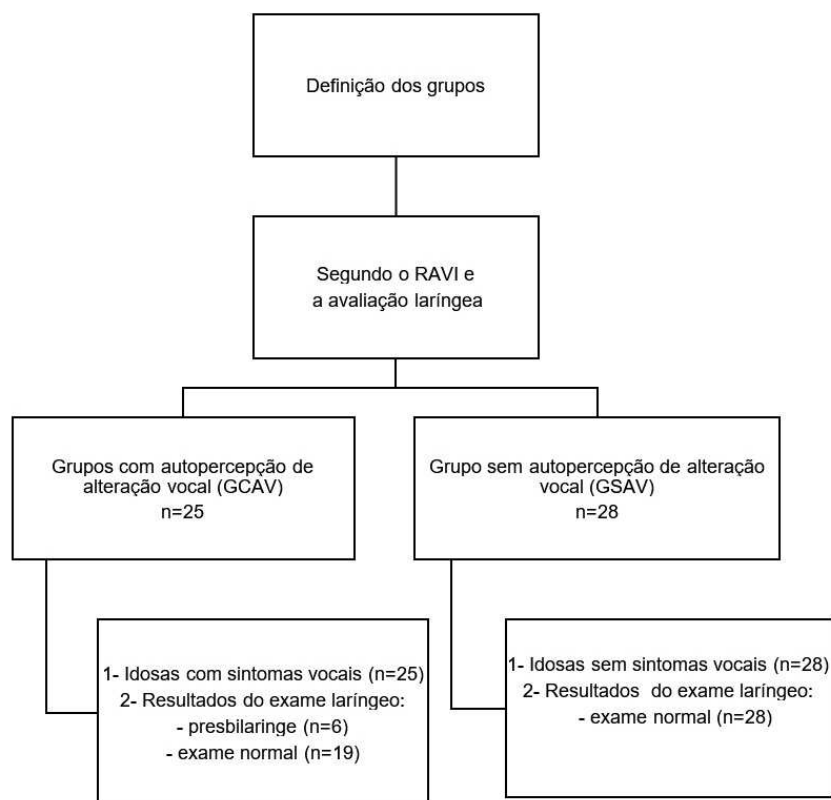 Definição dos grupos
Segundo o RAVI e
a avaliação laríngea
Grupos com autopercepção de
alteração vocal (GCAV)
n=25
Grupo sem autopercepção de alteração
vocal (GSAV)
n=28
1- Idosas com sintomas vocais (n=25)
2- Resultados do exame laríngeo:
- presbilaringe (n=6)
- exame normal (n=19)
1- Idosas sem sintomas vocais (n=28)
2- Resultados do exame laríngeo:
- exame normal (n=28)